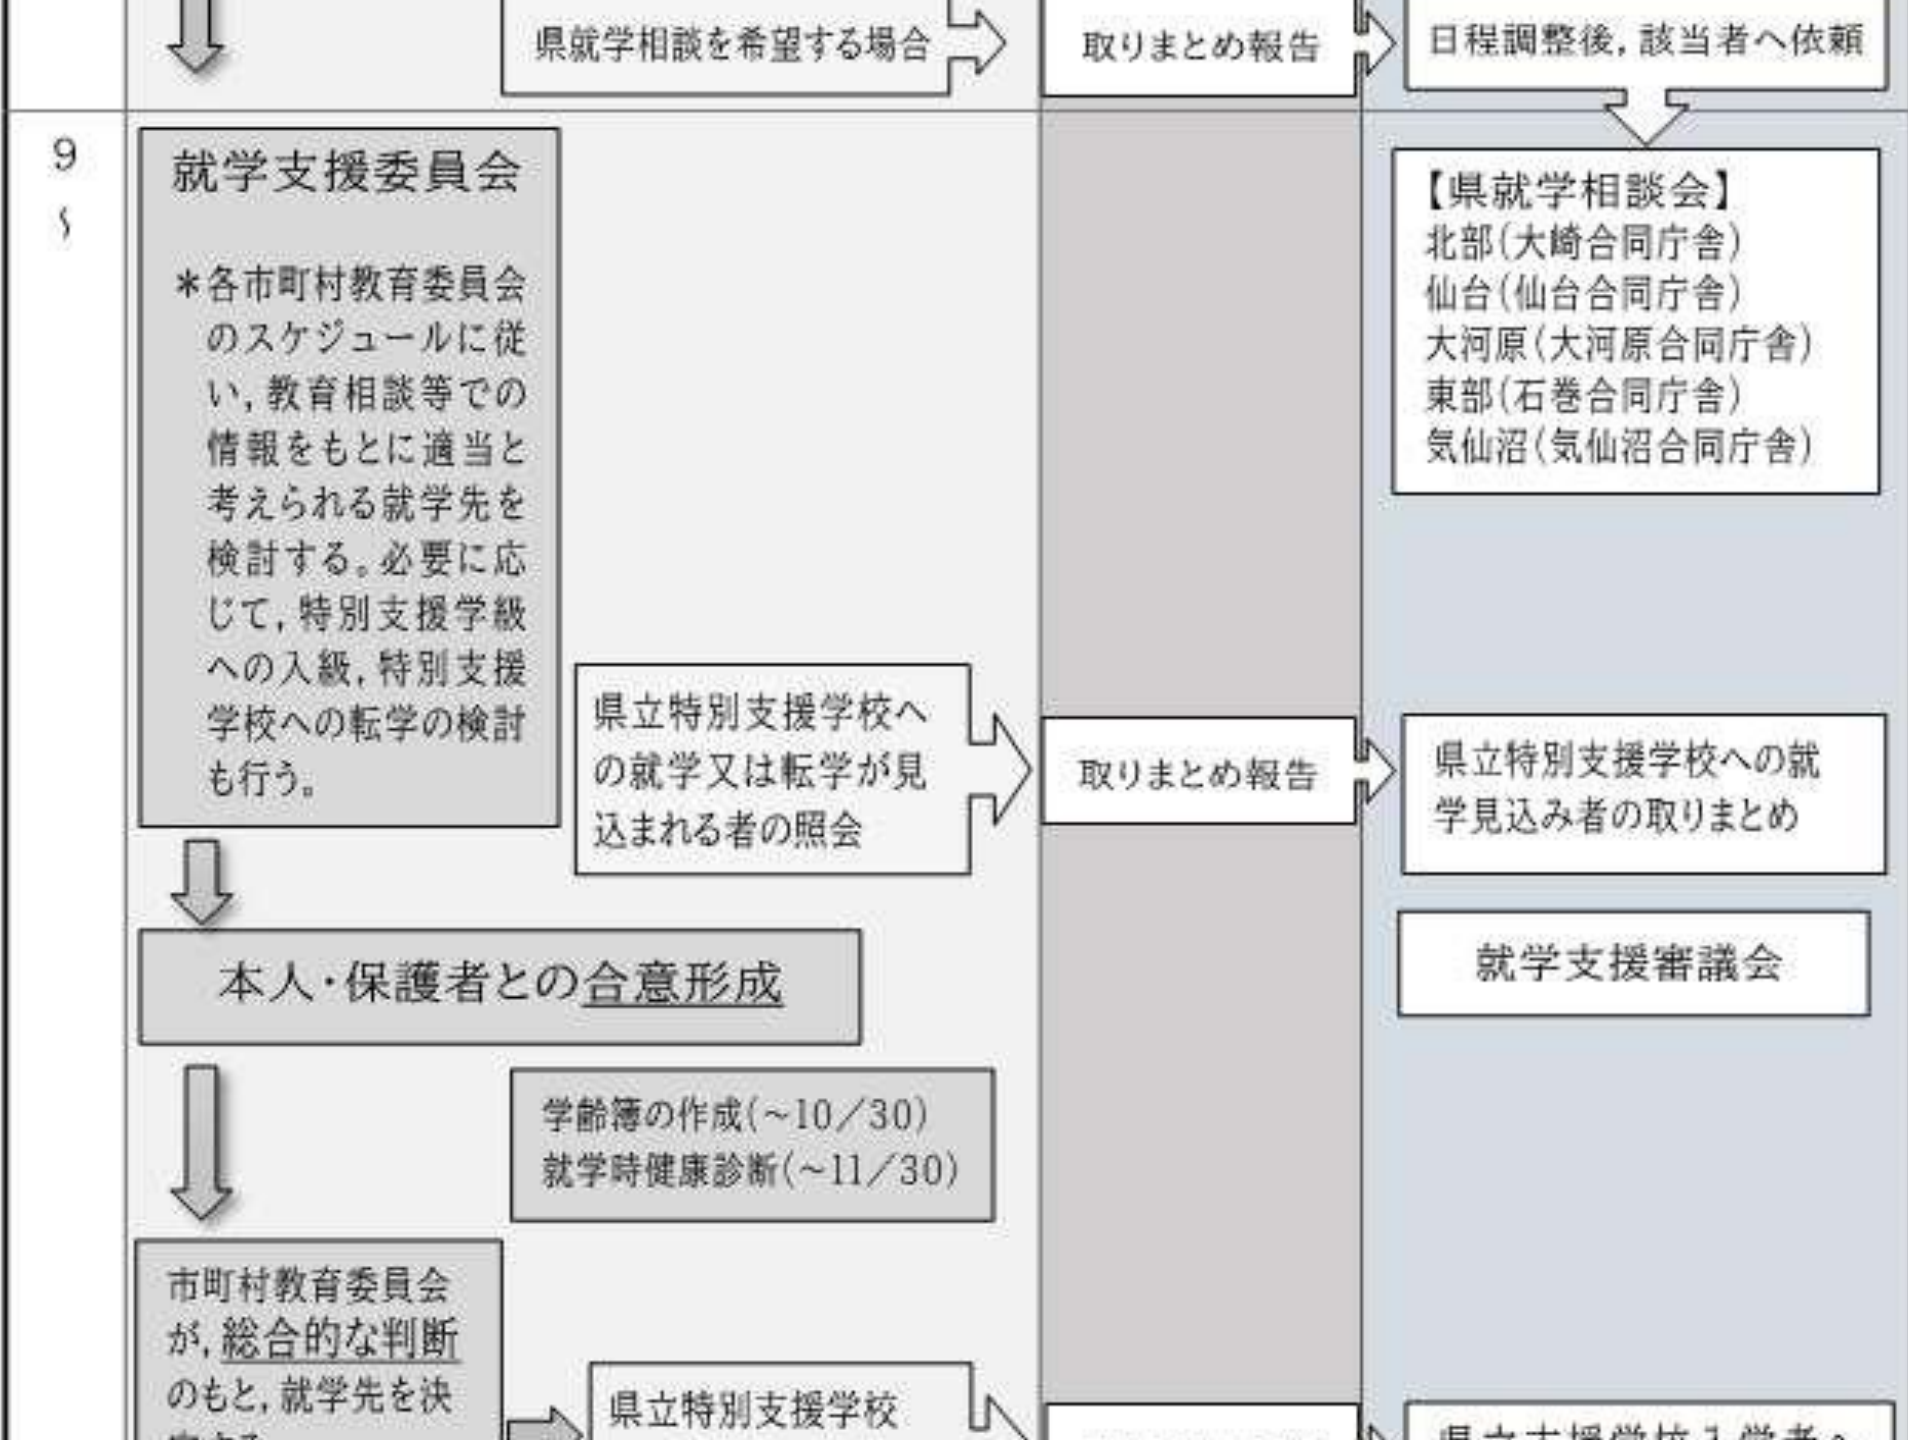 県就学相談を希望する場合
取りまとめ報告
日程調整後,該当者へ依頼
9
~
就学支援委員会
*各市町村教育委員会
のスケジュールに従
い,教育相談等での
情報をもとに適当と
考えられる就学先を
検討する。必要に応
じて,特別支援学級
への入級,特別支援
学校への転学の検討
も行う。
【県就学相談会】
北部(大崎合同庁舎)
仙台(仙台合同庁舎)
大河原(大河原合同庁舎)
東部(石巻合同庁舎)
気仙沼(気仙沼合同庁舎)
県立特別支援学校へ
の就学又は転学が見
込まれる者の照会
取りまとめ報告
県立特別支援学校への就
学見込み者の取りまとめ
就学支援審議会
本人・保護者との合意形成
学齢簿の作成(~10/30)
就学時健康診断(~11/30)
市町村教育委員会
が,総合的な判断
のもと,就学先を決
県立特別支援学校
県立支援学校入学者へ